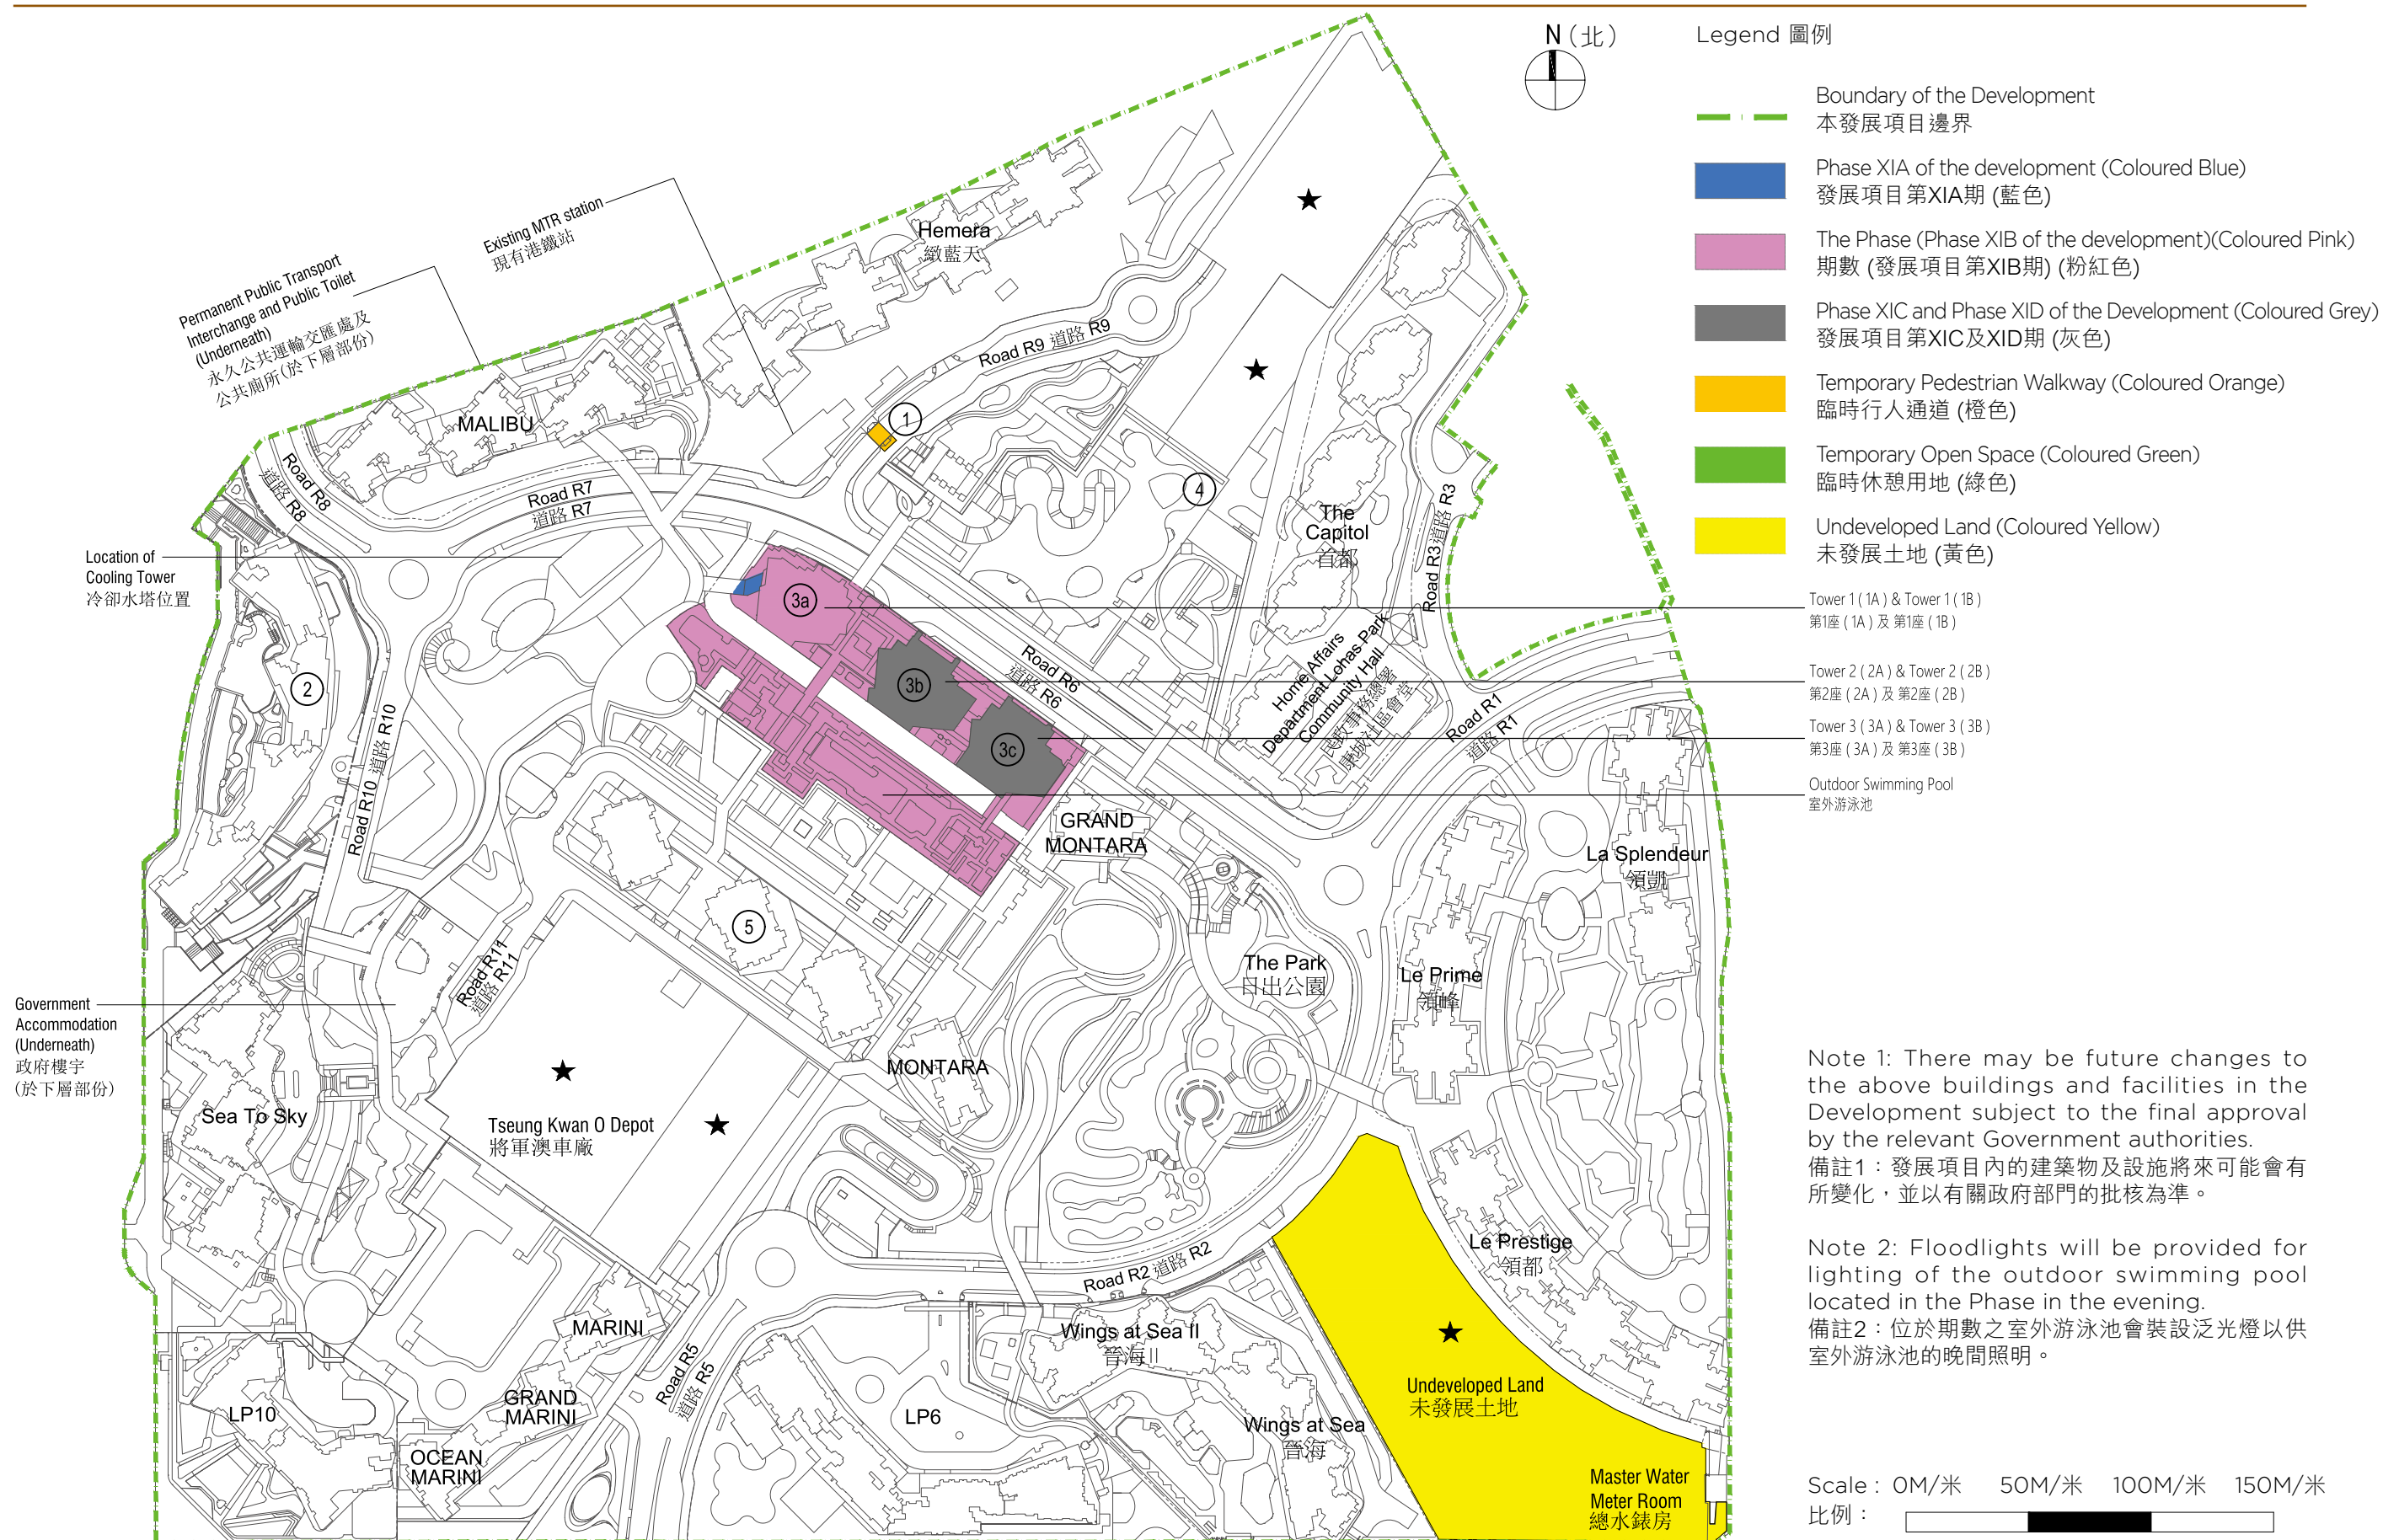 N (北)
Legend 圖例
Boundary of the Development
本發展項目邊界
Phase XIA of the development (Coloured Blue)
發展項目第XIA期 (藍色)
The Phase (Phase XIB of the development)(Coloured Pink)
期數 (發展項目第XIB期) (粉紅色)
Phase XIC and Phase XID of the Development (Coloured Grey)
發展項目第XIC及XID期 (灰色)
Temporary Pedestrian Walkway (Coloured Orange)
臨時行人通道 (橙色)
Temporary Open Space (Coloured Green)
臨時休憩用地 (綠色)
Undeveloped Land (Coloured Yellow)
未發展土地 (黃色)
Tower 1 ( 1A ) & Tower 1 ( 1B )
第1座 ( 1A ) 及 第1座 ( 1B )
Tower 2 ( 2A ) & Tower 2 ( 2B )
第2座 ( 2A ) 及 第2座 ( 2B )
Tower 3 ( 3A ) & Tower 3 ( 3B )
第3座 ( 3A ) 及 第3座 ( 3B )
Outdoor Swimming Pool
室外游泳池
Existing MTR station
現有港鐵站
Permanent Public Transport
Interchange and Public Toilet
(Underneath)
永久公共運輸交匯處及
公共廁所(於下層部份)
Hemera
緻藍天
MALIBU
Road R9 道路 R9
1
4
Road R8
道路 R8
Road R7
道路 R7
The
Capitol
首都
Road R3 道路 R3
Location of
Cooling Tower
冷卻水塔位置
3a
3b
3c
2
Road R6
道路 R6
Home Affairs
Department Lohas Park
Community Hall
民政事務總署
康城社區會堂
Road R1
道路 R1
Road R10 道路 R10
GRAND
MONTARA
La Splendeur
領凱
5
The Park
日出公園
Le Prime
領峰
Road R11
道路 R11
Government
Accommodation
(Underneath)
政府樓宇
(於下層部份)
MONTARA
Sea To Sky
Tseung Kwan O Depot
將軍澳車廠
Road R2 道路 R2
Le Prestige
領都
MARINI
Wings at Sea II
晉海II
Road R5
道路 R5
GRAND
MARINI
LP10
LP6
Wings at Sea
晉海
Undeveloped Land
未發展土地
OCEAN
MARINI
Master Water
Meter Room
總水錶房
Note 1: There may be future changes to
the above buildings and facilities in the
Development subject to the final approval
by the relevant Government authorities.
備註1：發展項目內的建築物及設施將來可能會有
所變化，並以有關政府部門的批核為準。
Note 2: Floodlights will be provided for
lighting of the outdoor swimming pool
located in the Phase in the evening.
備註2：位於期數之室外游泳池會裝設泛光燈以供
室外游泳池的晚間照明。
Scale : 0M/米 50M/米 100M/米 150M/米
比例 :